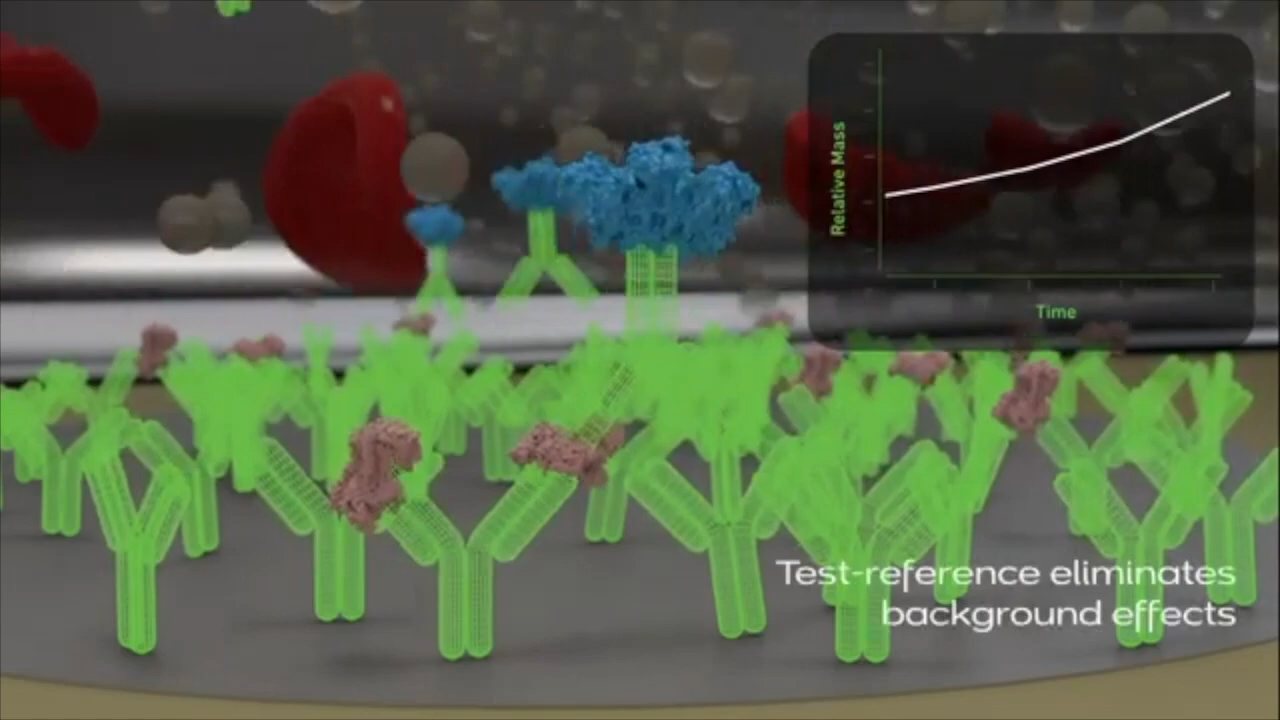 Relative Mass
Time
Test-reference eliminates
background effects